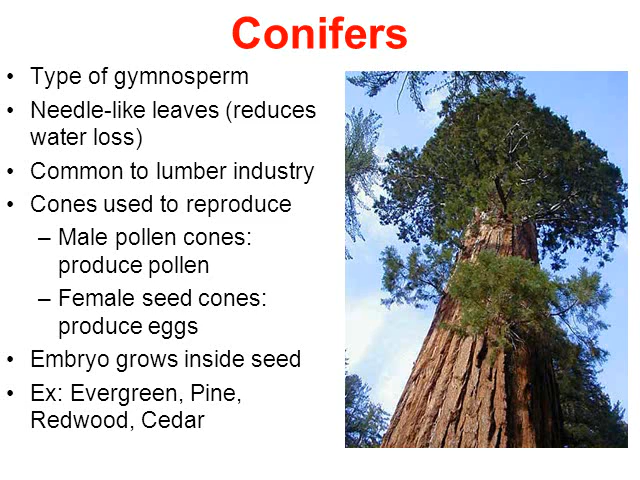 Conifers
• Type of gymnosperm
• Needle-like leaves (reduces
water loss)
• Common to lumber industry
• Cones used to reproduce
– Male pollen cones:
produce pollen
– Female seed cones:
produce eggs
• Embryo grows inside seed
• Ex: Evergreen, Pine,
Redwood, Cedar